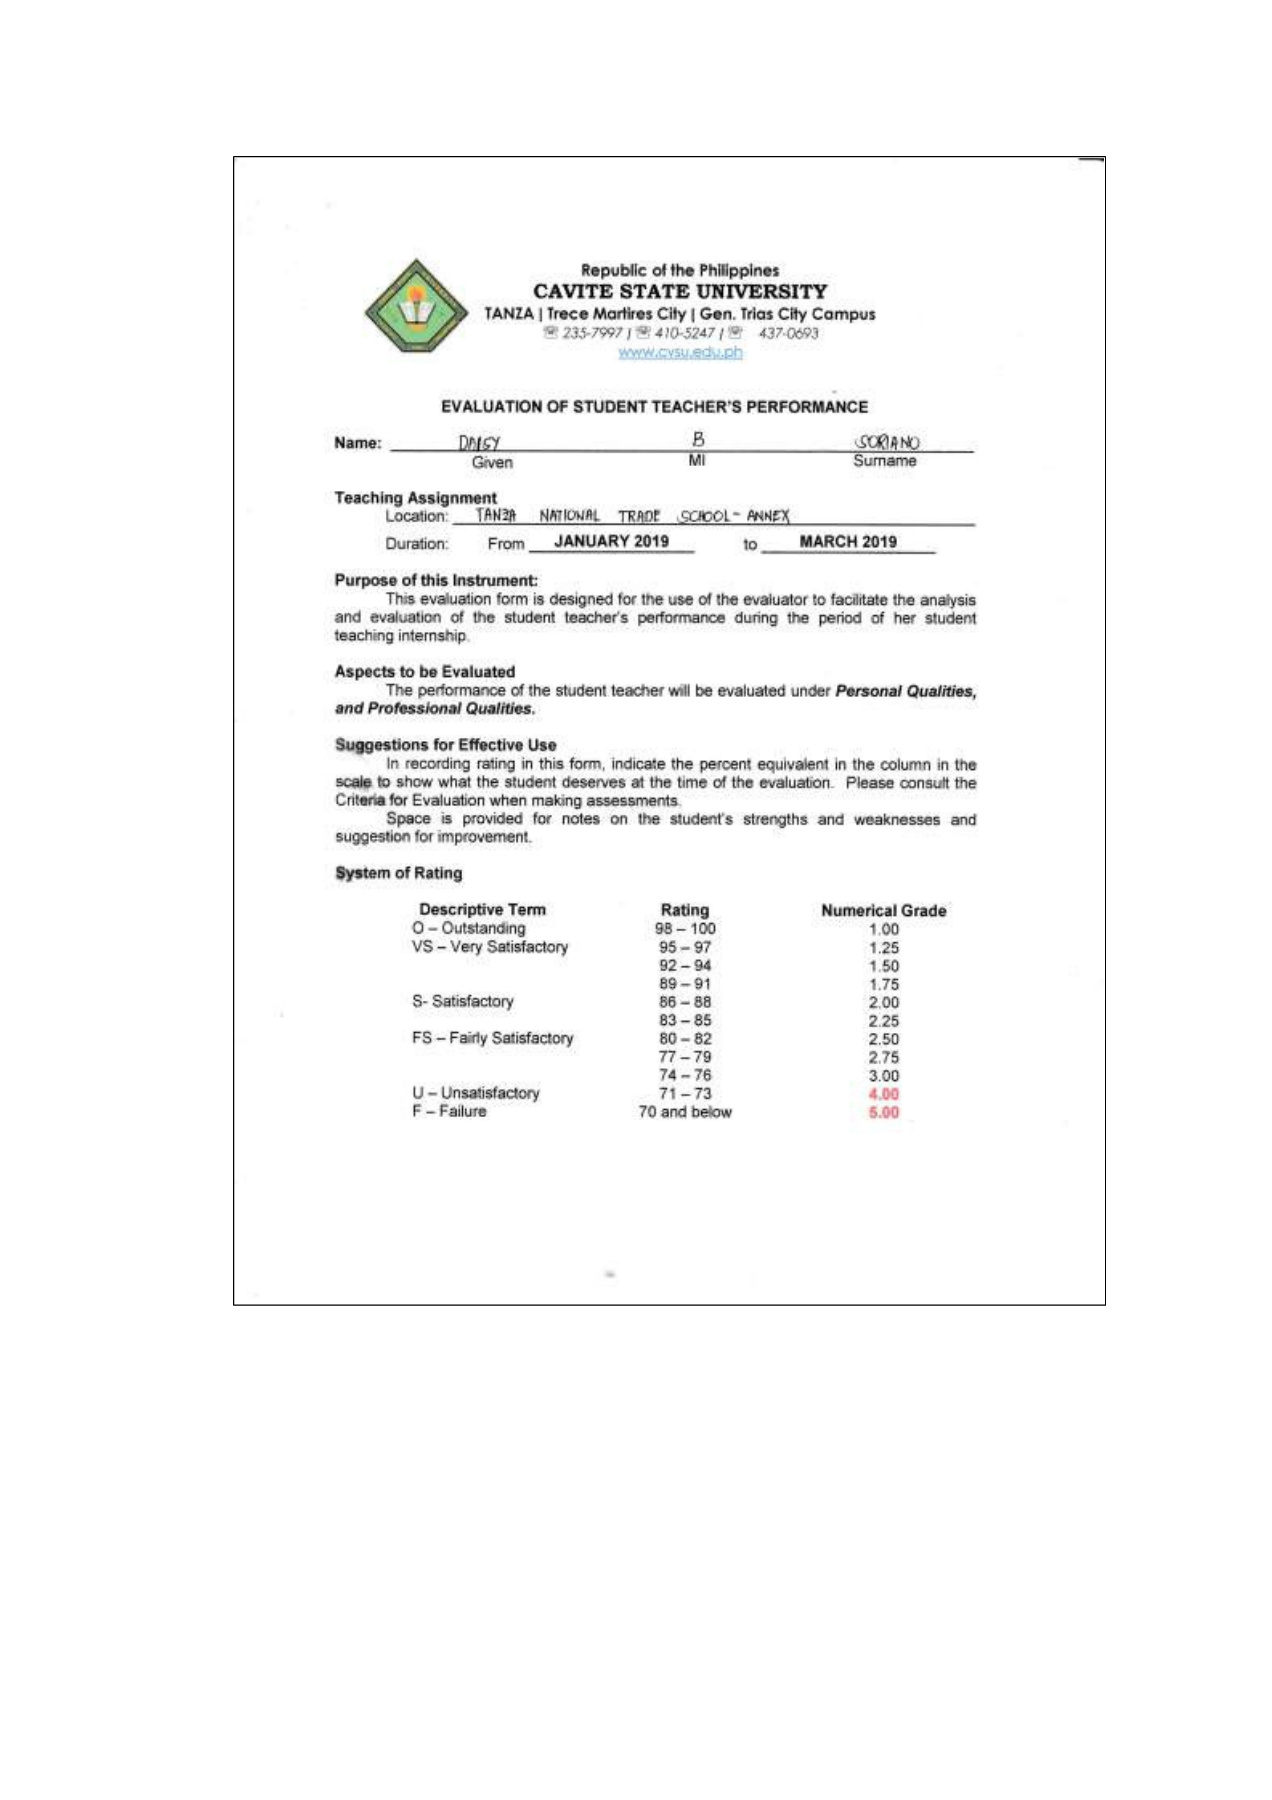 Republic of the Philippines
CAVITE STATE UNIVERSITY
TANZA | Trece Martires City | Gen. Trias City Campus
☏ 235-7997 / ☏ 410-5247 / ☏ 437-0693
www.cvsu.edu.ph
EVALUATION OF STUDENT TEACHER'S PERFORMANCE
Name: DAISY B SORIANO
Given MI Surname
Teaching Assignment
Location: TANZA NATIONAL TRADE SCHOOL - ANNEX
Duration: From JANUARY 2019 to MARCH 2019
Purpose of this Instrument:
This evaluation form is designed for the use of the evaluator to facilitate the analysis
and evaluation of the student teacher's performance during the period of her student
teaching internship.
Aspects to be Evaluated
The performance of the student teacher will be evaluated under Personal Qualities,
and Professional Qualities.
Suggestions for Effective Use
In recording rating in this form, indicate the percent equivalent in the column in the
scale to show what the student deserves at the time of the evaluation. Please consult the
Criteria for Evaluation when making assessments.
Space is provided for notes on the student's strengths and weaknesses and
suggestion for improvement.
System of Rating
Descriptive Term Rating Numerical Grade
O – Outstanding 98 – 100 1.00
VS – Very Satisfactory 95 – 97 1.25
92 – 94 1.50
89 – 91 1.75
S- Satisfactory 86 – 88 2.00
83 – 85 2.25
FS – Fairly Satisfactory 80 – 82 2.50
77 – 79 2.75
74 – 76 3.00
U – Unsatisfactory 71 – 73 4.00
F – Failure 70 and below 5.00